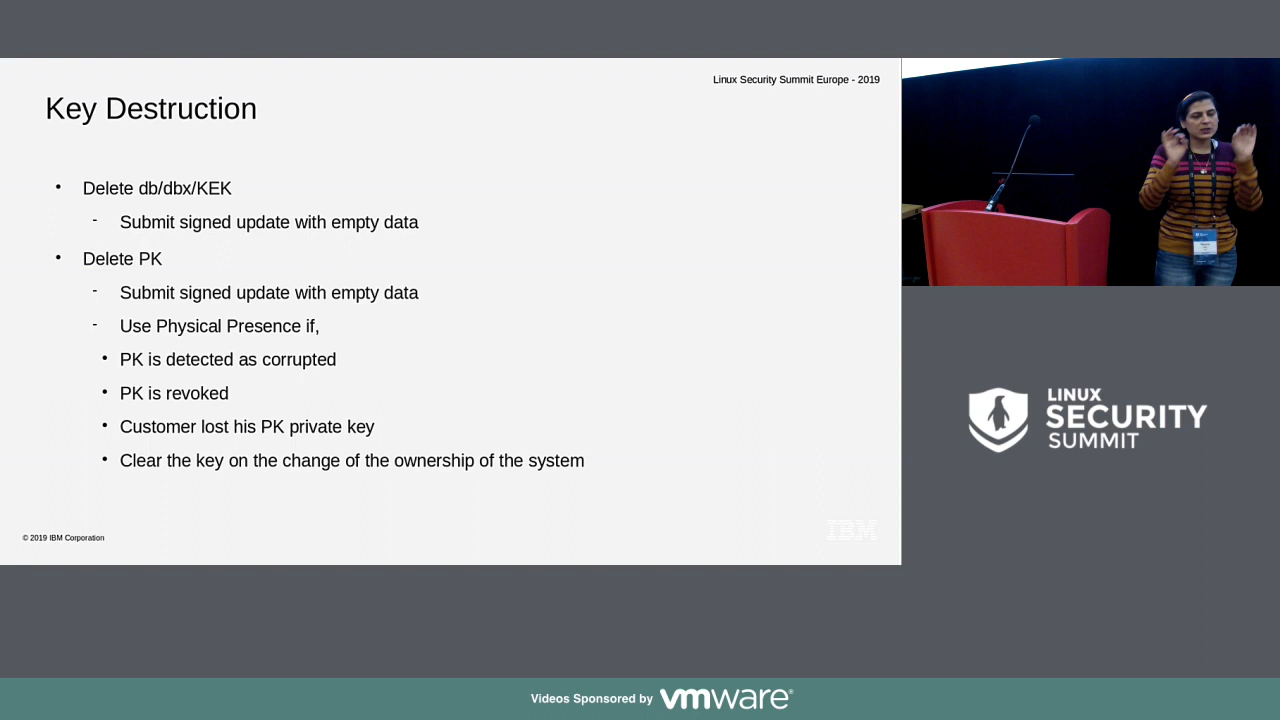 Linux Security Summit Europe - 2019
Key Destruction
• Delete db/dbx/KEK
- Submit signed update with empty data
• Delete PK
- Submit signed update with empty data
- Use Physical Presence if,
• PK is detected as corrupted
• PK is revoked
• Customer lost his PK private key
• Clear the key on the change of the ownership of the system
© 2019 IBM Corporation
IBM
LINUX
SECURITY
SUMMIT
Videos Sponsored by vmware®